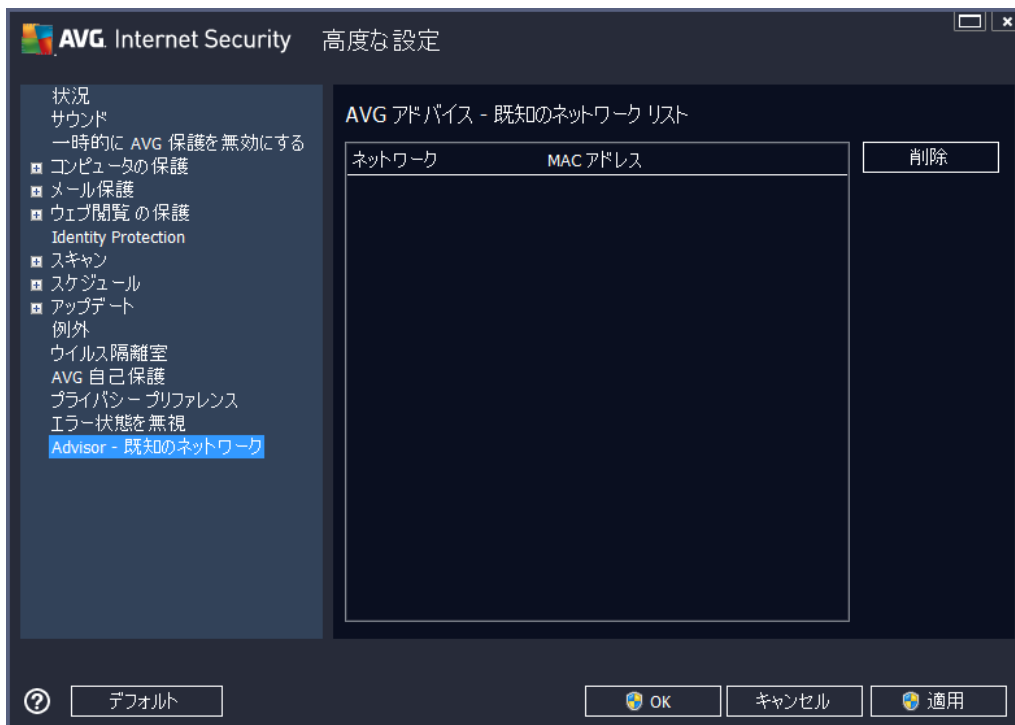 AVG. Internet Security 高度な設定
状況
サウンド
一時的に AVG 保護を無効にする
コンピュータの保護
メール保護
ウェブ閲覧 の保護
Identity Protection
スキャン
スケジュール
アップデート
例外
ウイルス隔離室
AVG 自己保護
プライバシー プリファレンス
エラー状態を無視
Advisor - 既知のネットワーク
AVG アドバイス - 既知のネットワーク リスト
ネットワーク MAC アドレス
削除
デフォルト
OK
キャンセル
適用